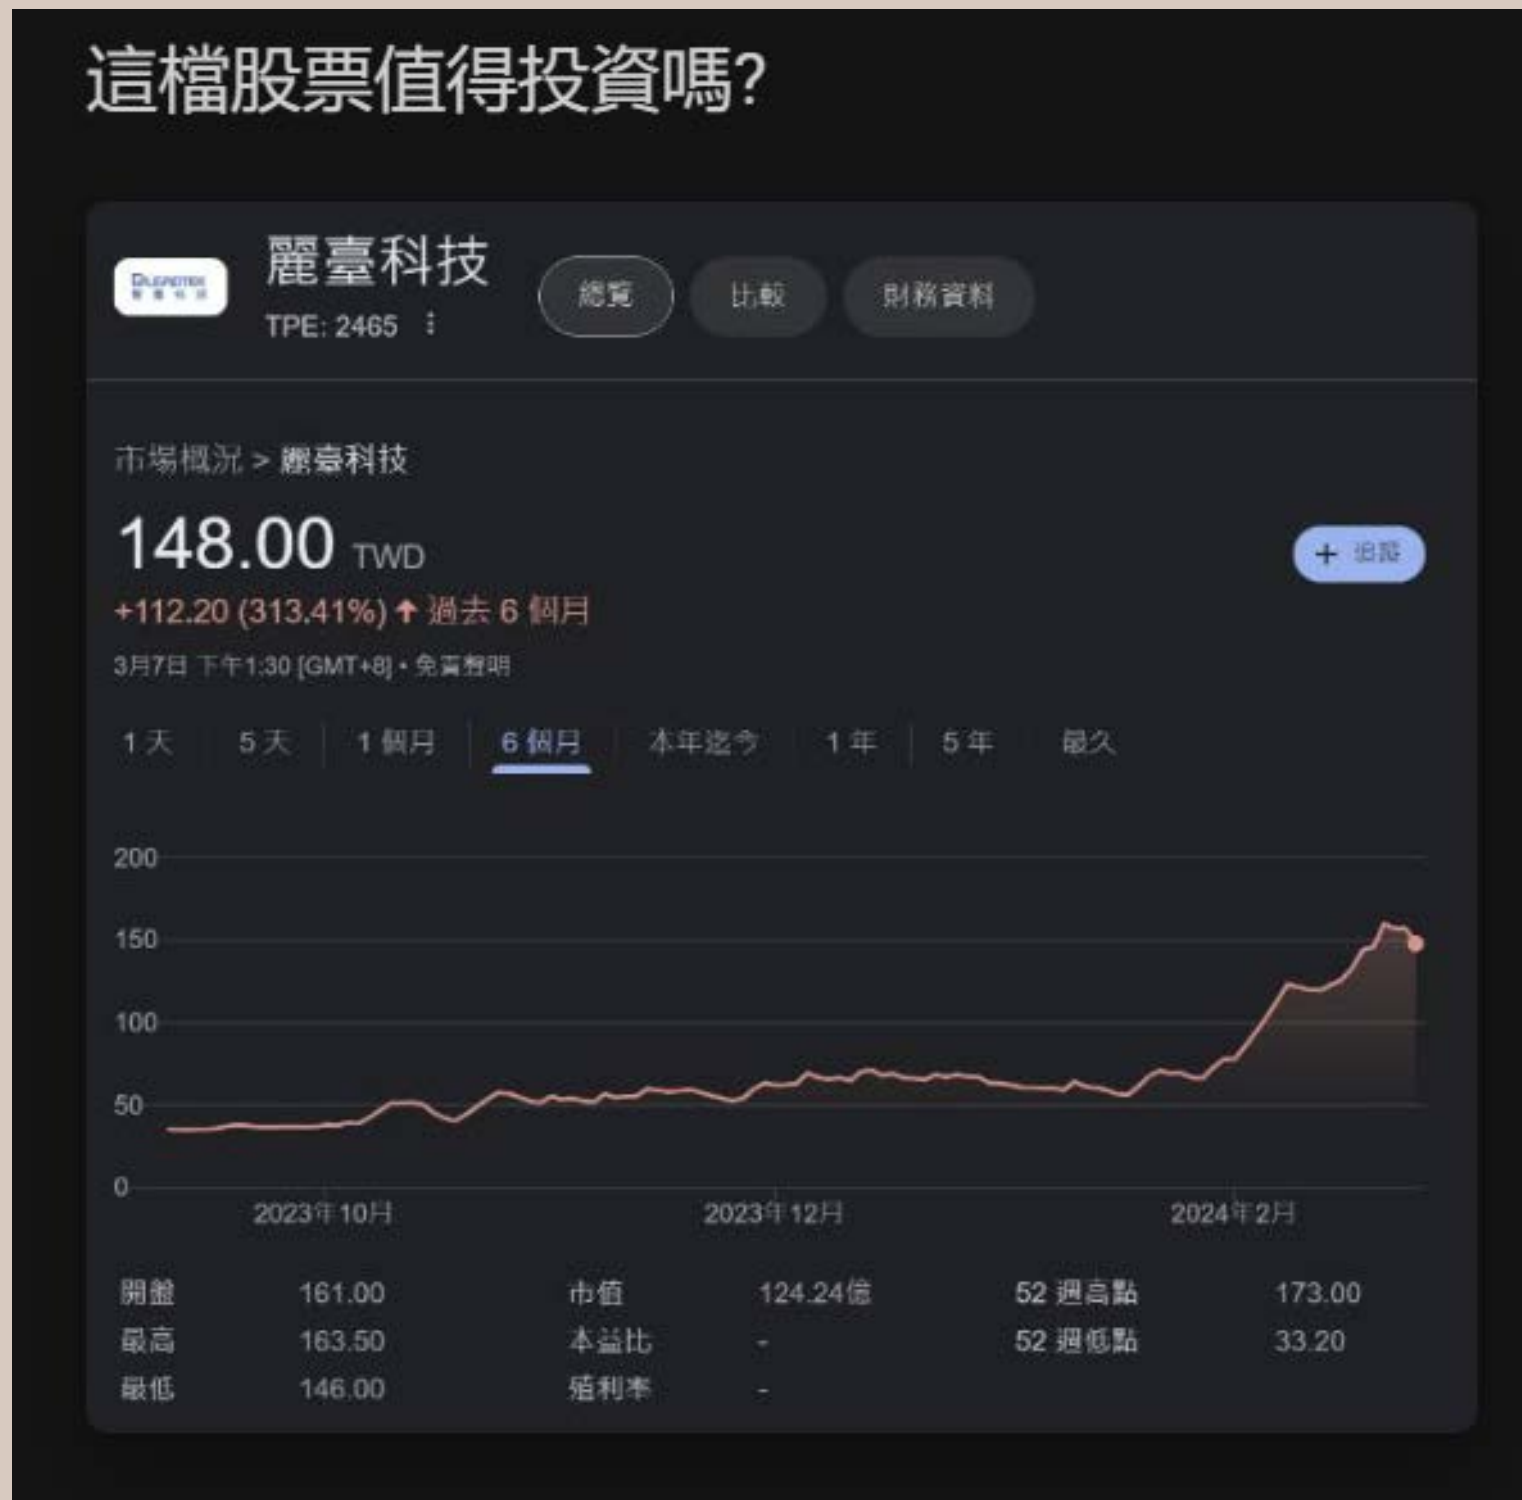 這檔股票值得投資嗎?
麗臺科技
TPE: 2465
總覽
比較
財務資料
市場概況 > 麗臺科技
148.00 TWD
+ 追蹤
+112.20 (313.41%) 過去 6 個月
3月7日 下午1:30 [GMT+8] • 免責聲明
1 天 5 天 1 個月 6 個月 本年迄今 1 年 5 年 最久
200
150
100
50
0
2023年10月 2023年12月 2024年2月
開盤 161.00 市值 124.24億 52 週高點 173.00
最高 163.50 本益比 - 52 週低點 33.20
最低 146.00 殖利率 -